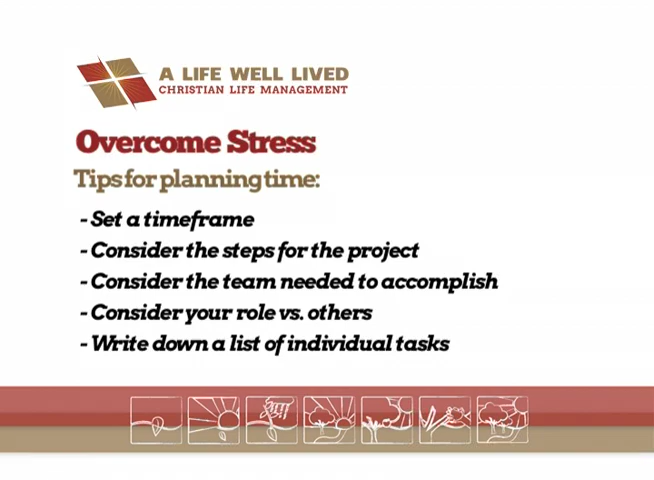 A LIFE WELL LIVED
CHRISTIAN LIFE MANAGEMENT
Overcome Stress
Tips for planning time:
- Set a timeframe
- Consider the steps for the project
- Consider the team needed to accomplish
- Consider your role vs. others
- Write down a list of individual tasks